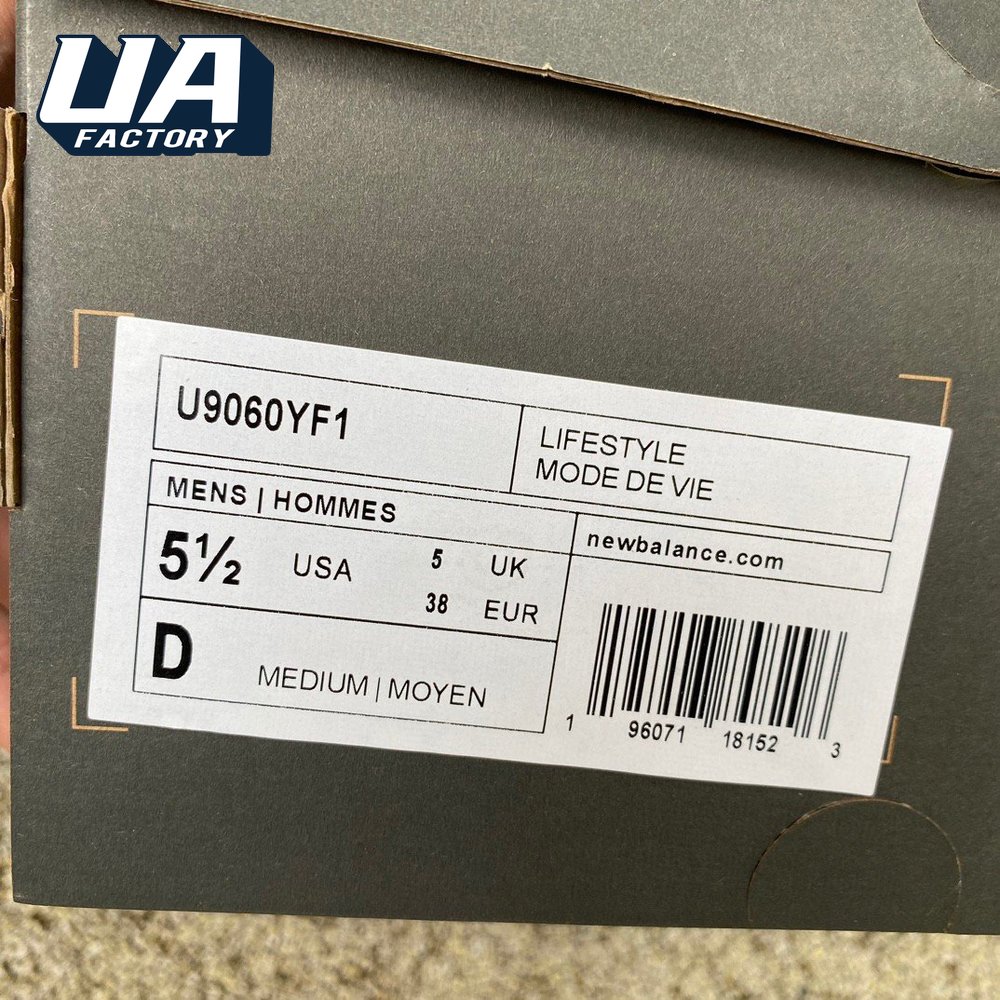 UA
FACTORY
U9060YF1
LIFESTYLE
MODE DE VIE
MENS | HOMMES
newbalance.com
5½ USA 5 UK
38 EUR
D MEDIUM | MOYEN
1 96071 18152 3